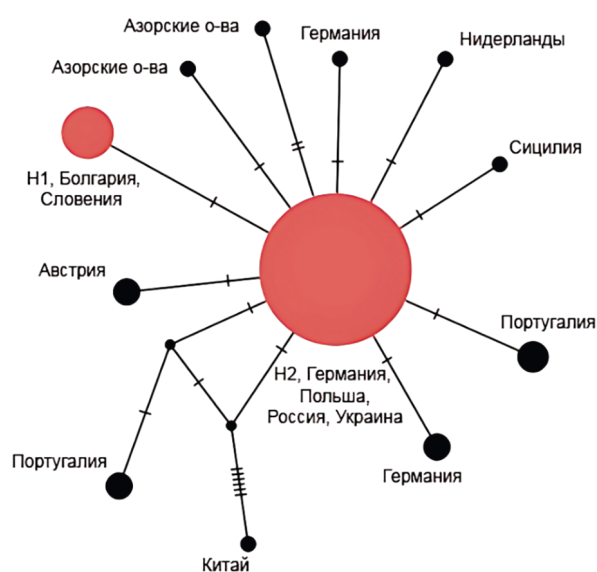 Азорские о-ва
Германия
Нидерланды
Азорские о-ва
Сицилия
H1, Болгария,
Словения
Австрия
Португалия
H2, Германия,
Польша,
Россия, Украина
Португалия
Германия
Китай